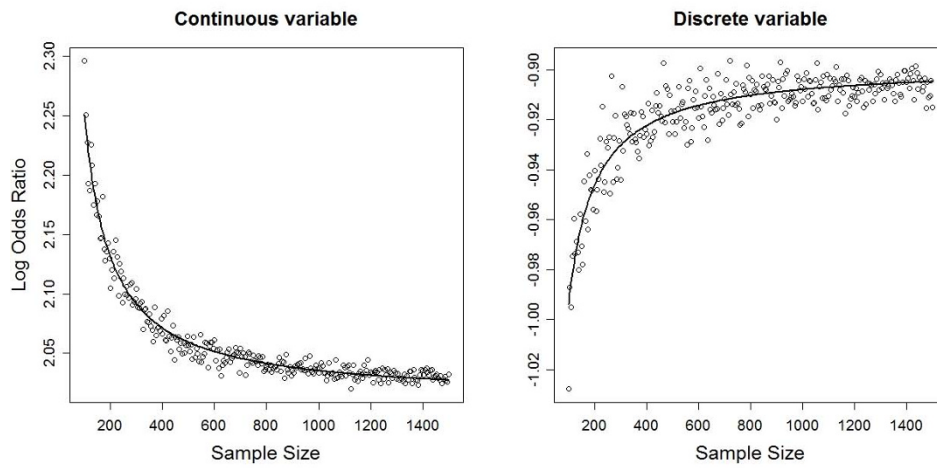 Continuous variable
Log Odds Ratio
2.30
2.25
2.20
2.15
2.10
2.05
200 400 600 800 1000 1200 1400
Sample Size
Discrete variable
-0.90
-0.92
-0.94
-0.96
-0.98
-1.00
-1.02
200 400 600 800 1000 1200 1400
Sample Size